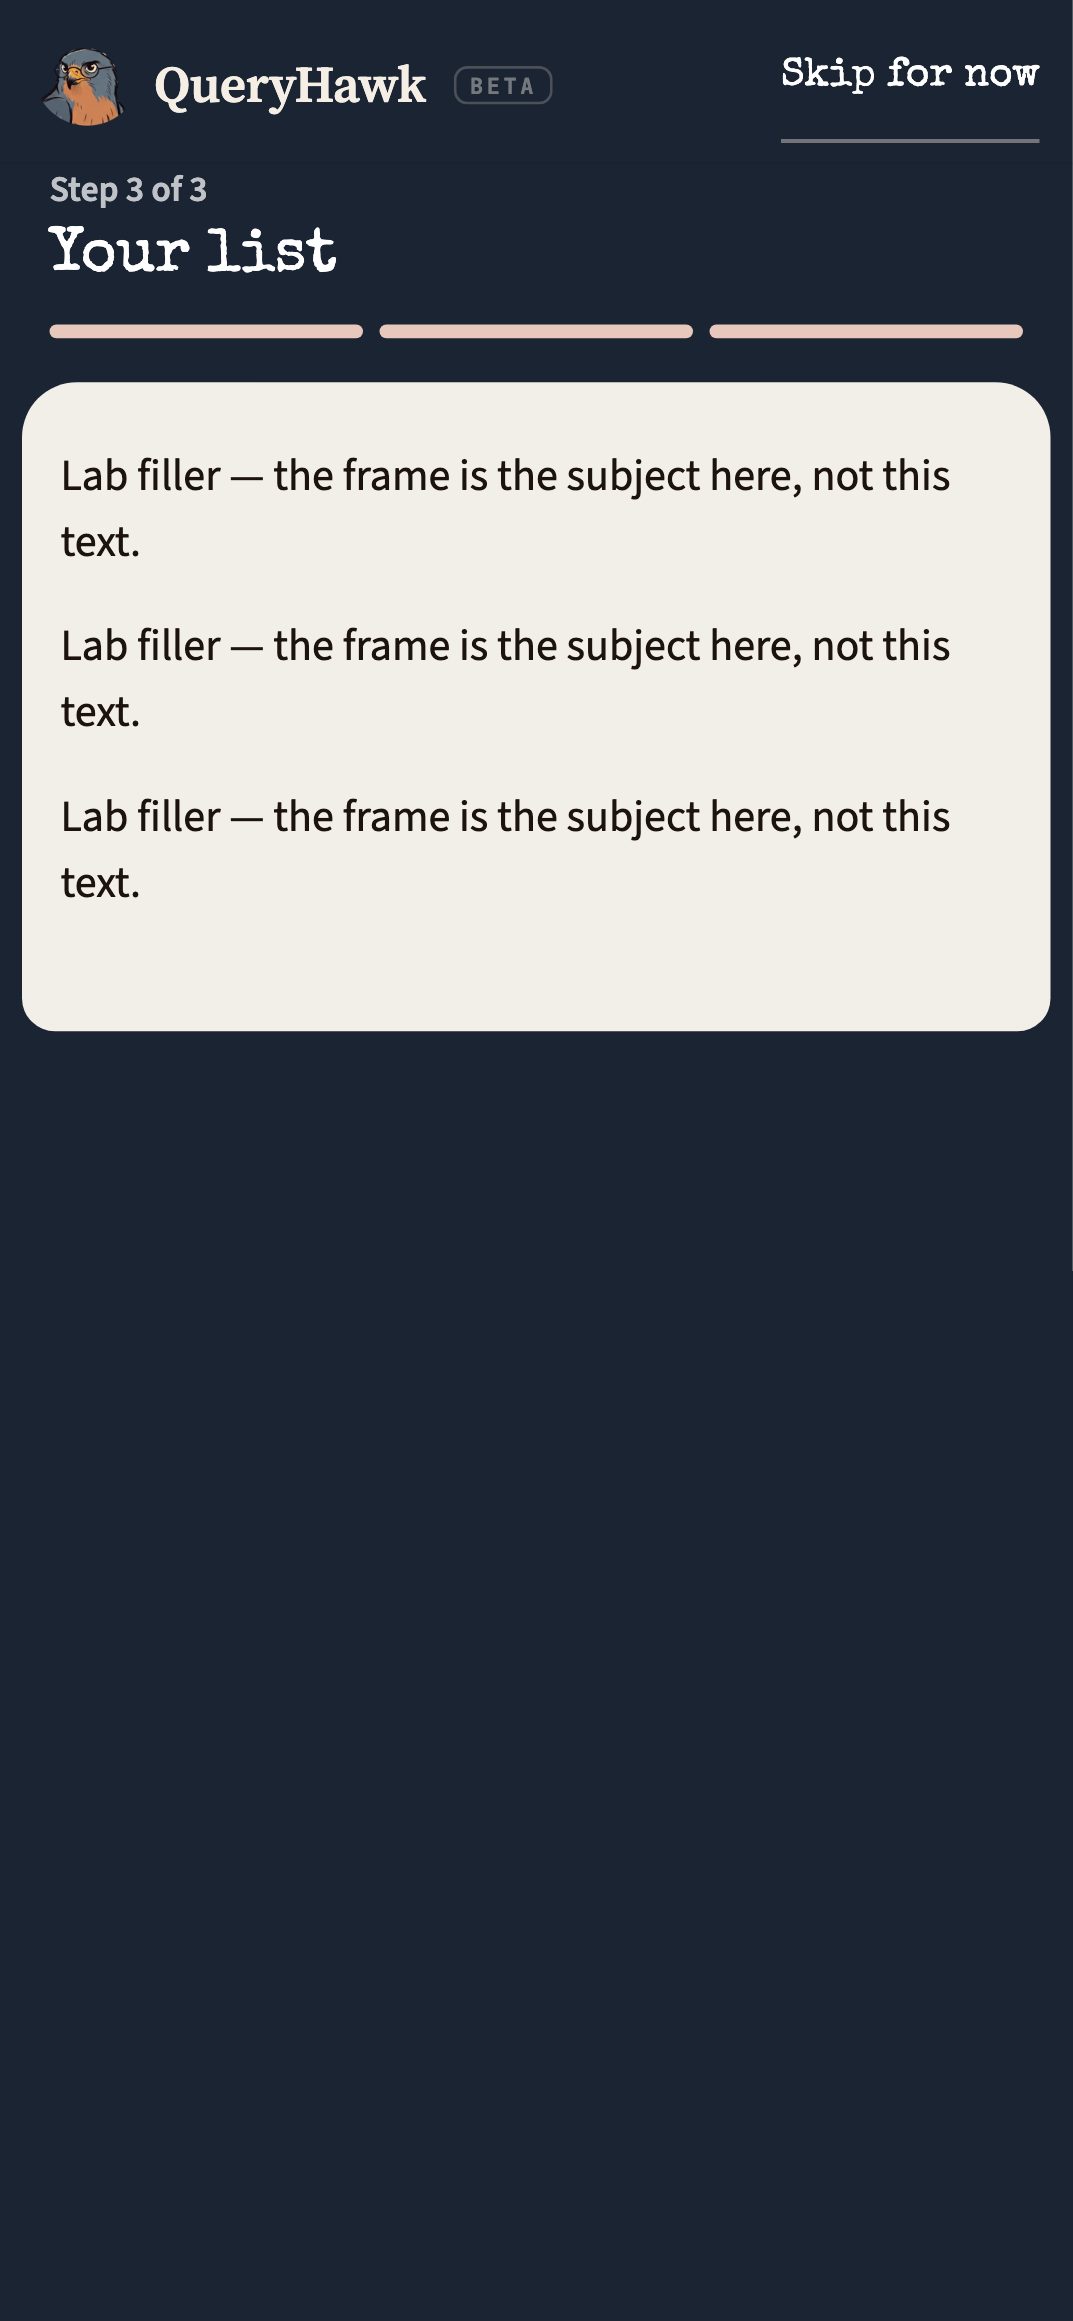 QueryHawk BETA Skip for now
Step 3 of 3
Your list
Lab filler — the frame is the subject here, not this
text.
Lab filler — the frame is the subject here, not this
text.
Lab filler — the frame is the subject here, not this
text.